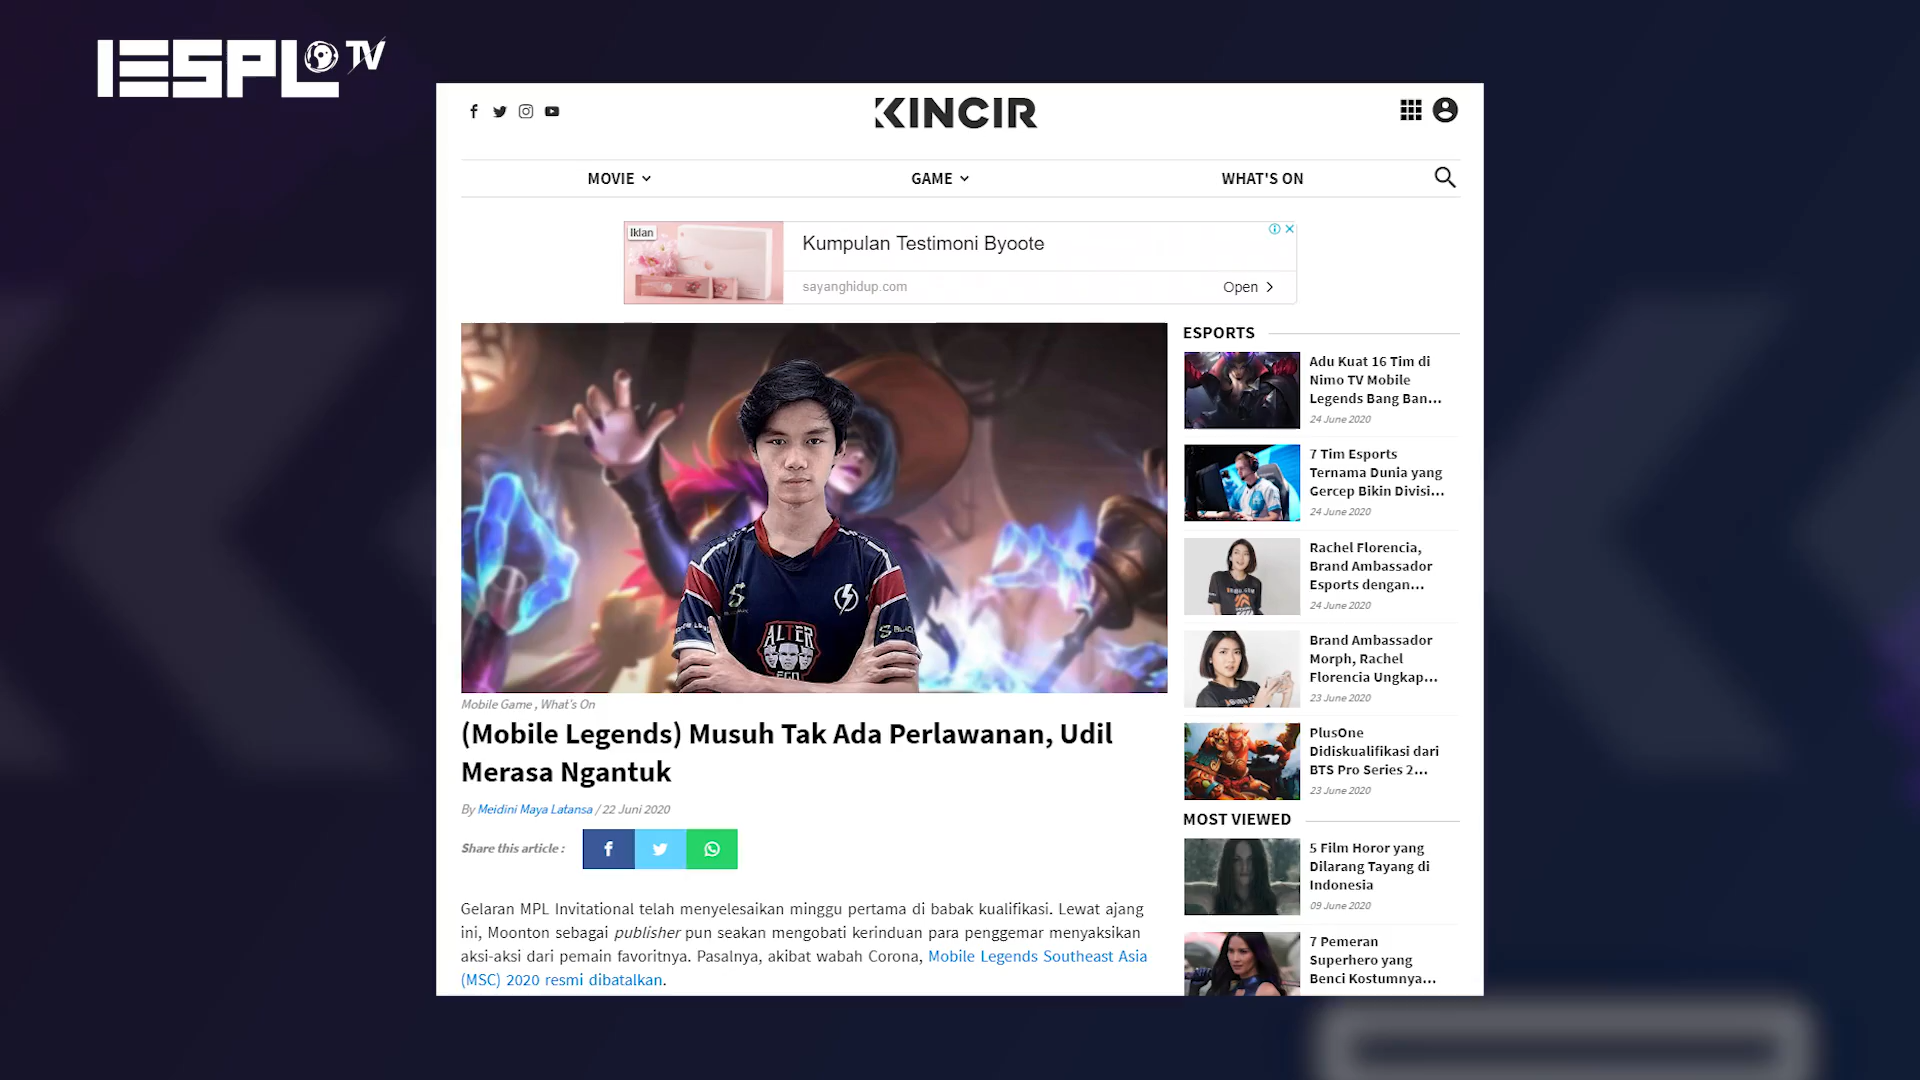 IESPL TV
KINCIR
MOVIE
GAME
WHAT'S ON
Iklan
Kumpulan Testimoni Byoote
sayanghidup.com
Open
ALTER
EGO
Mobile Game , What's On
(Mobile Legends) Musuh Tak Ada Perlawanan, Udil
Merasa Ngantuk
By Meidini Maya Latansa / 22 Juni 2020
Share this article :
Gelaran MPL Invitational telah menyelesaikan minggu pertama di babak kualifikasi. Lewat ajang
ini, Moonton sebagai publisher pun seakan mengobati kerinduan para penggemar menyaksikan
aksi-aksi dari pemain favoritnya. Pasalnya, akibat wabah Corona, Mobile Legends Southeast Asia
(MSC) 2020 resmi dibatalkan.
ESPORTS
Adu Kuat 16 Tim di
Nimo TV Mobile
Legends Bang Ban...
24 June 2020
7 Tim Esports
Ternama Dunia yang
Gercep Bikin Divisi...
24 June 2020
Rachel Florencia,
Brand Ambassador
Esports dengan...
24 June 2020
Brand Ambassador
Morph, Rachel
Florencia Ungkap...
23 June 2020
PlusOne
Didiskualifikasi dari
BTS Pro Series 2...
23 June 2020
MOST VIEWED
5 Film Horor yang
Dilarang Tayang di
Indonesia
09 June 2020
7 Pemeran
Superhero yang
Benci Kostumnya...